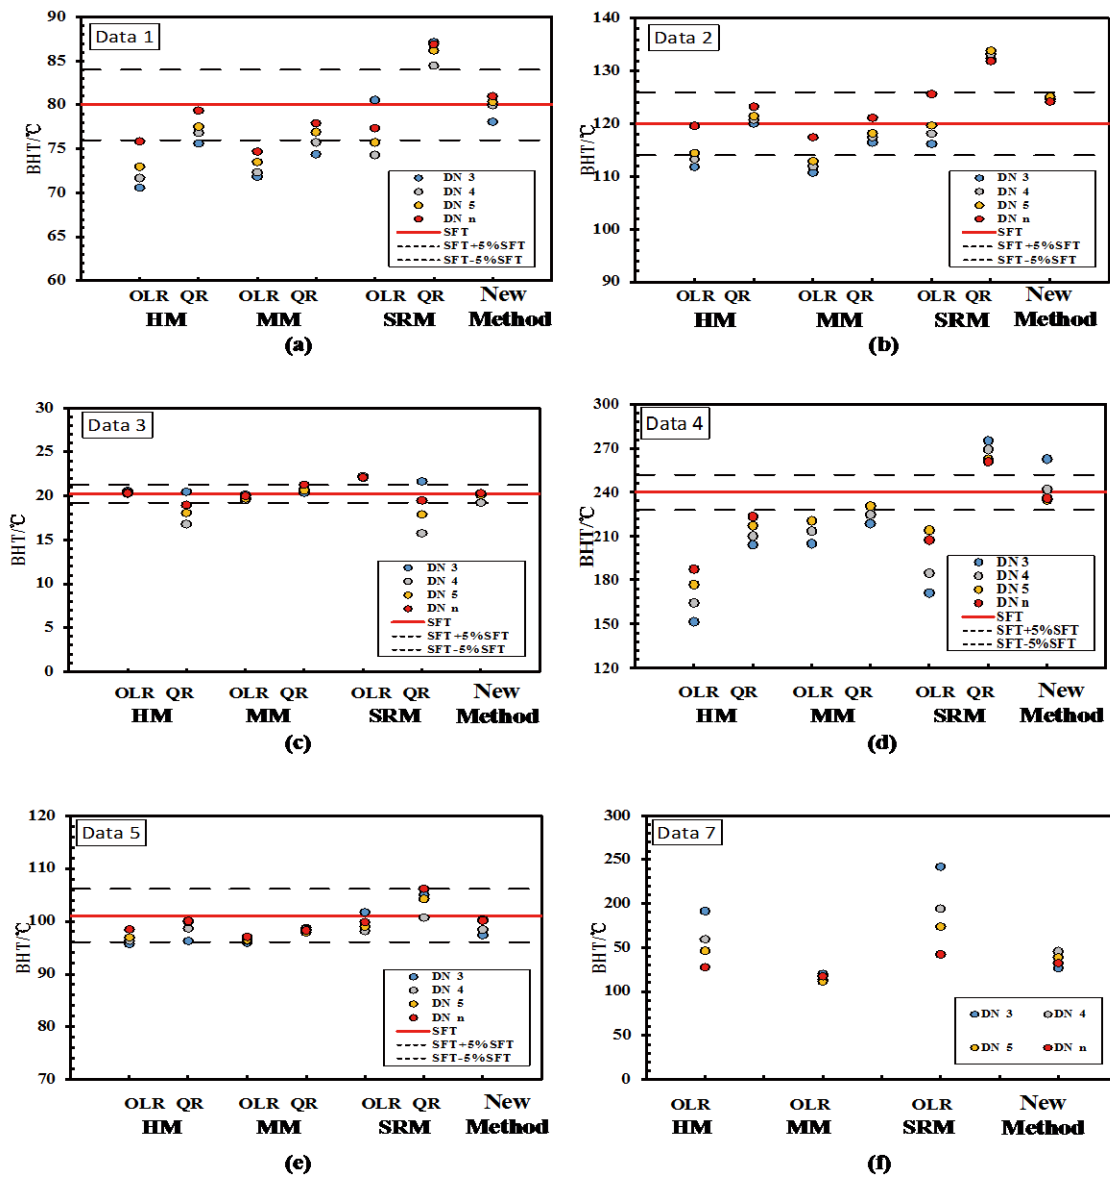 Data 1
BHT/℃
90
85
80
75
70
65
60
DN 3
DN 4
DN 5
DN n
SFT
SFT+5%SFT
SFT-5%SFT
OLR QR OLR QR OLR QR New
HM MM SRM Method
(a)
Data 2
BHT/℃
140
130
120
110
100
90
DN 3
DN 4
DN 5
DN n
SFT
SFT+5%SFT
SFT-5%SFT
OLR QR OLR QR OLR QR New
HM MM SRM Method
(b)
Data 3
BHT/℃
30
25
20
15
10
5
0
DN 3
DN 4
DN 5
DN n
SFT
SFT+5%SFT
SFT-5%SFT
OLR QR OLR QR OLR QR New
HM MM SRM Method
(c)
Data 4
BHT/℃
300
270
240
210
180
150
120
DN 3
DN 4
DN 5
DN n
SFT
SFT+5%SFT
SFT-5%SFT
OLR QR OLR QR OLR QR New
HM MM SRM Method
(d)
Data 5
BHT/℃
120
110
100
90
80
70
DN 3
DN 4
DN 5
DN n
SFT
SFT+5%SFT
SFT-5%SFT
OLR QR OLR QR OLR QR New
HM MM SRM Method
(e)
Data 7
BHT/℃
300
250
200
50
100
50
0
DN 3 DN 4
DN 5 DN n
OLR OLR OLR New
HM MM SRM Method
(f)